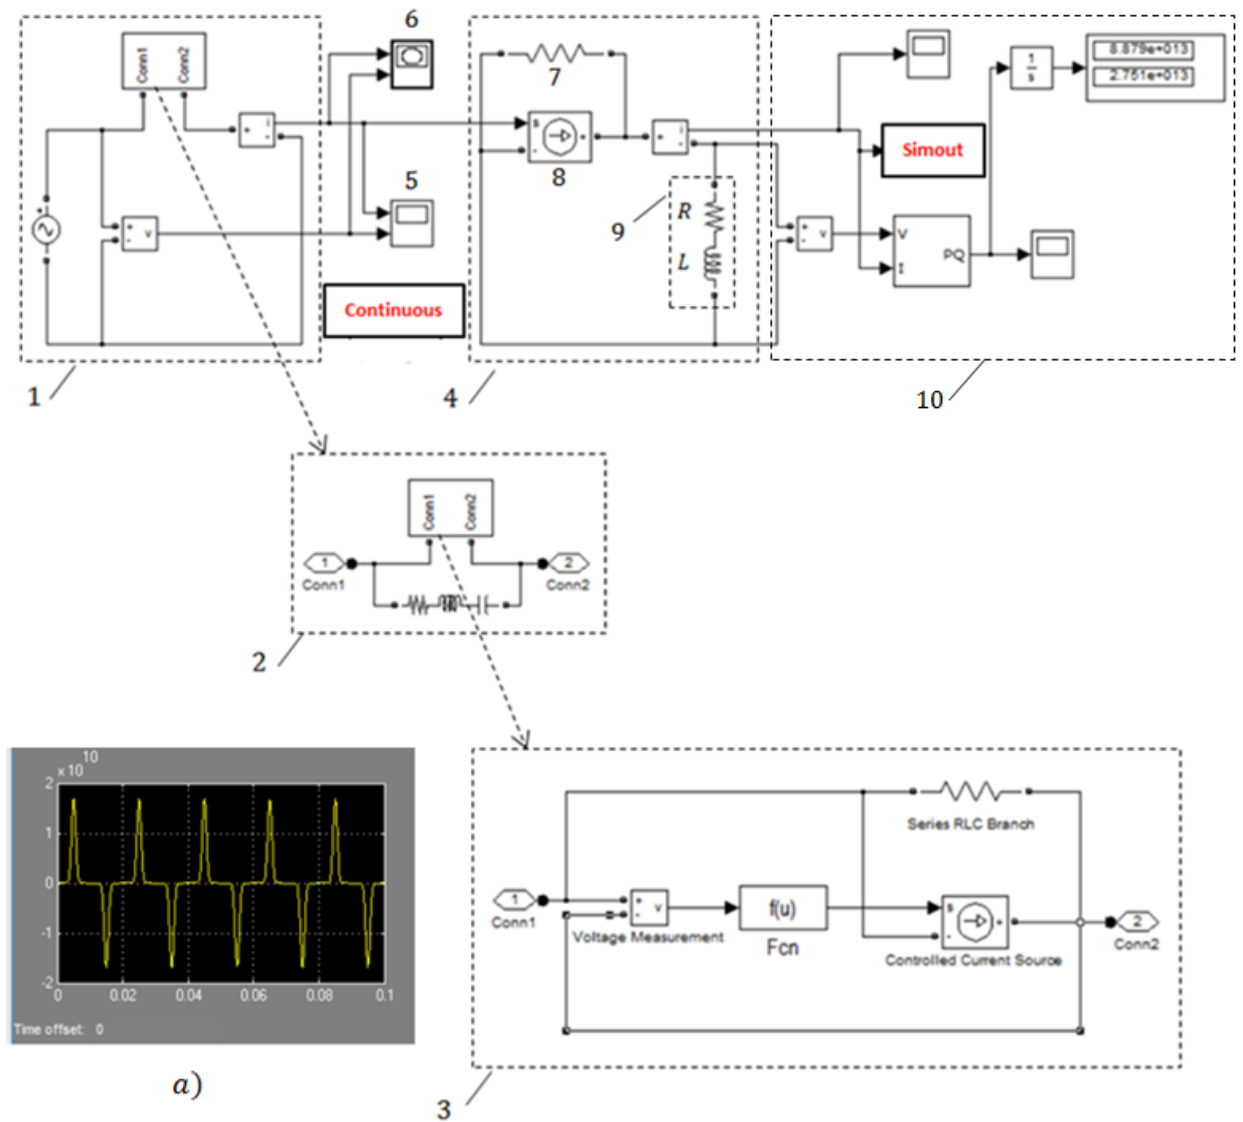 6
Conn1
Conn2
+
i
-
+
-
v
5
Continuous
1
7
s
-
+
8
+
i
-
9
R
L
4
Simout
1
s
8.879e+013
2.751e+013
+
-
v
V
I
PQ
10
Conn1
Conn2
1
Conn1
2
Conn2
2
x 10
10
2
1
0
-1
-2
0
0.02
0.04
0.06
0.08
0.1
Time offset: 0
a)
Series RLC Branch
1
Conn1
+
-
v
Voltage Measurement
f(u)
Fcn
s
-
+
Controlled Current Source
2
Conn2
3